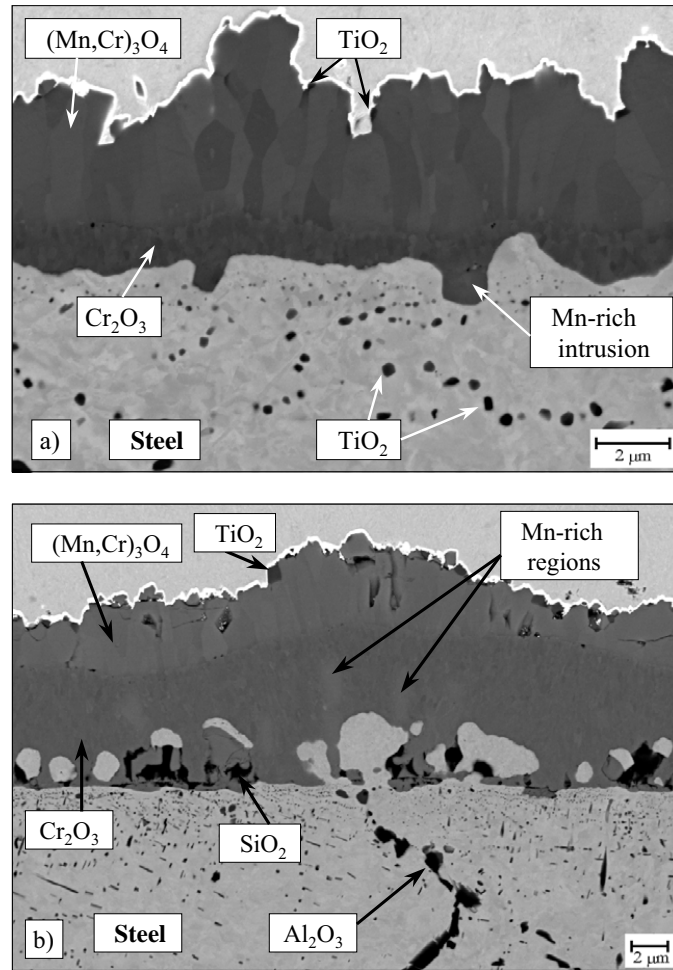 (Mn,Cr)₃O₄
TiO₂
Cr₂O₃
Mn-rich
intrusion
TiO₂
a)
Steel
2 μm
(Mn,Cr)₃O₄
TiO₂
Mn-rich
regions
Cr₂O₃
SiO₂
Al₂O₃
b)
Steel
2 μm